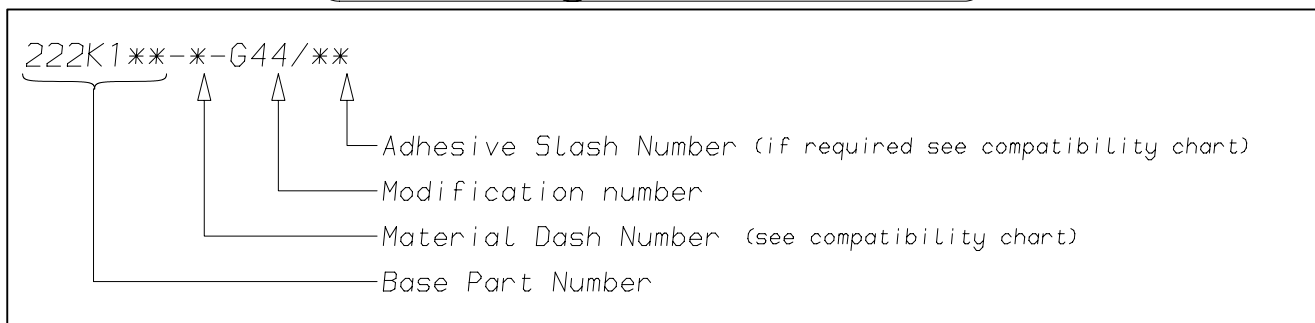 222K1**-*-G44/**
Adhesive Slash Number (if required see compatibility chart)
Modification number
Material Dash Number (see compatibility chart)
Base Part Number